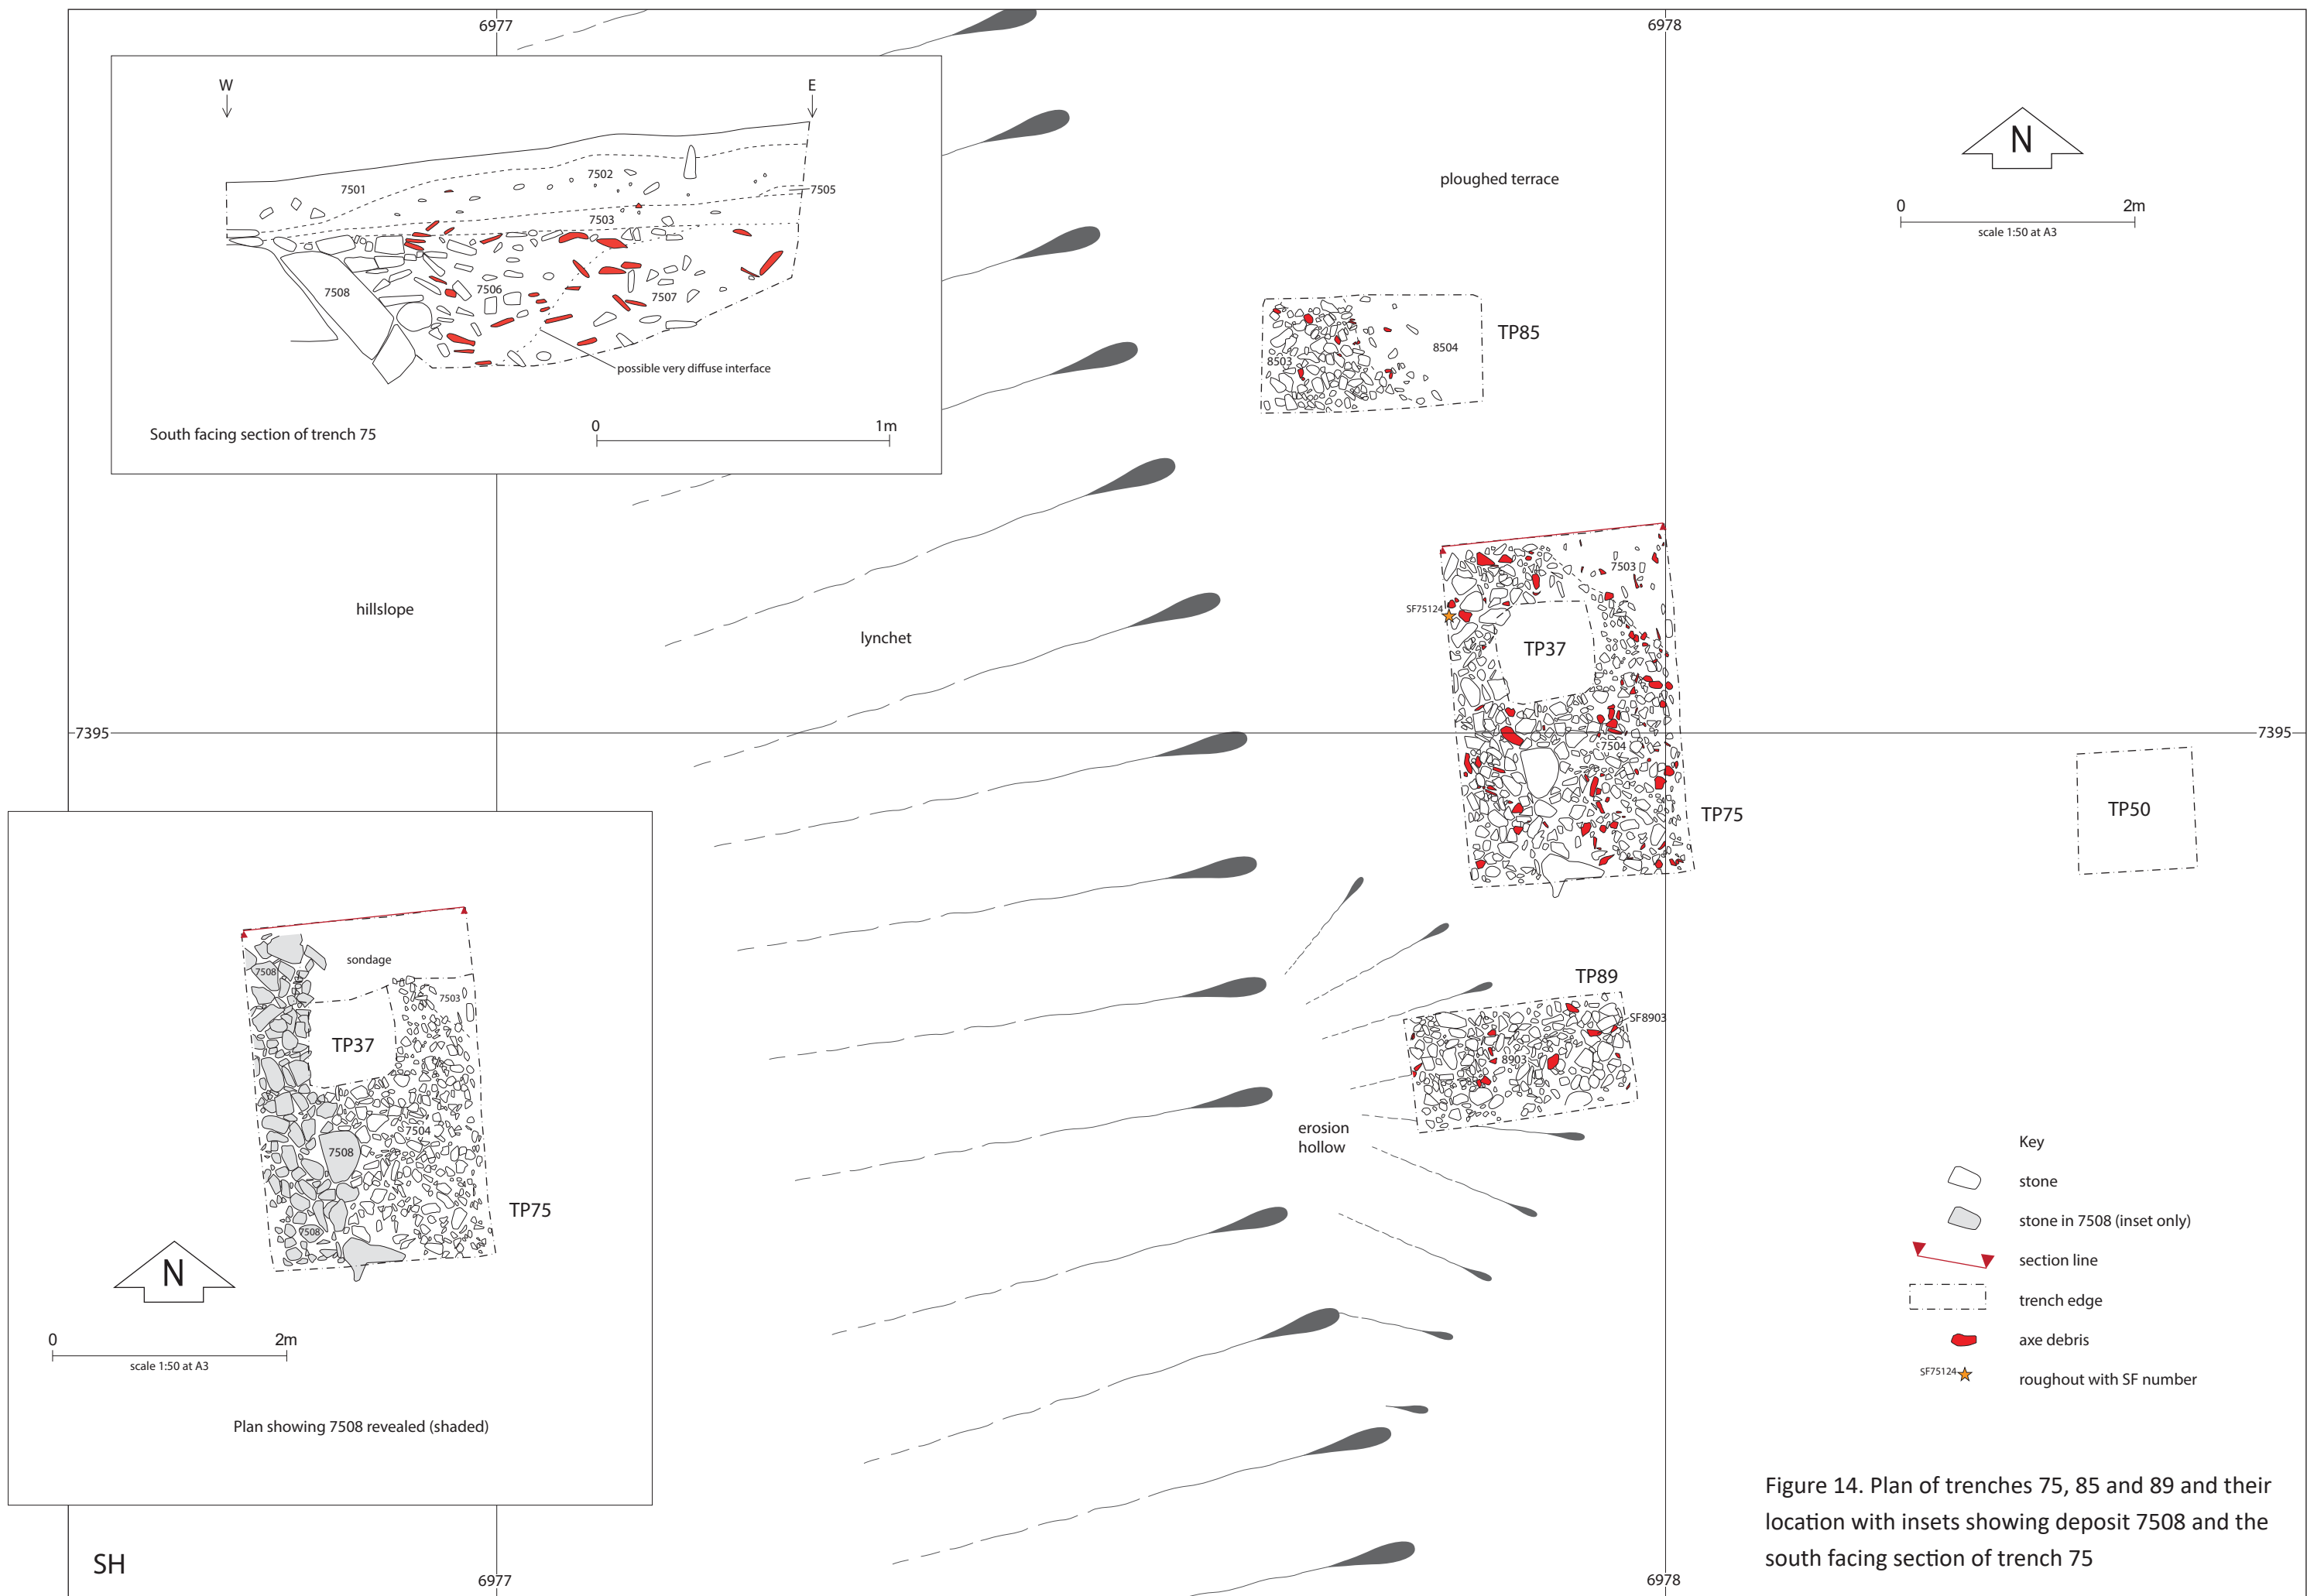 6977
6978
W
E
7501
7502
7505
7503
7508
7506
7507
possible very diffuse interface
South facing section of trench 75
0
1m
ploughed terrace
N
0
2m
scale 1:50 at A3
TP85
8503
8504
hillslope
lynchet
7503
SF75124
TP37
7395
7395
7504
TP75
TP50
sondage
7508
7503
TP37
7504
7508
TP75
7508
N
0
2m
scale 1:50 at A3
Plan showing 7508 revealed (shaded)
TP89
SF8903
8903
erosion
hollow
Key
stone
stone in 7508 (inset only)
section line
trench edge
axe debris
SF75124
roughout with SF number
Figure 14. Plan of trenches 75, 85 and 89 and their
location with insets showing deposit 7508 and the
south facing section of trench 75
SH
6977
6978